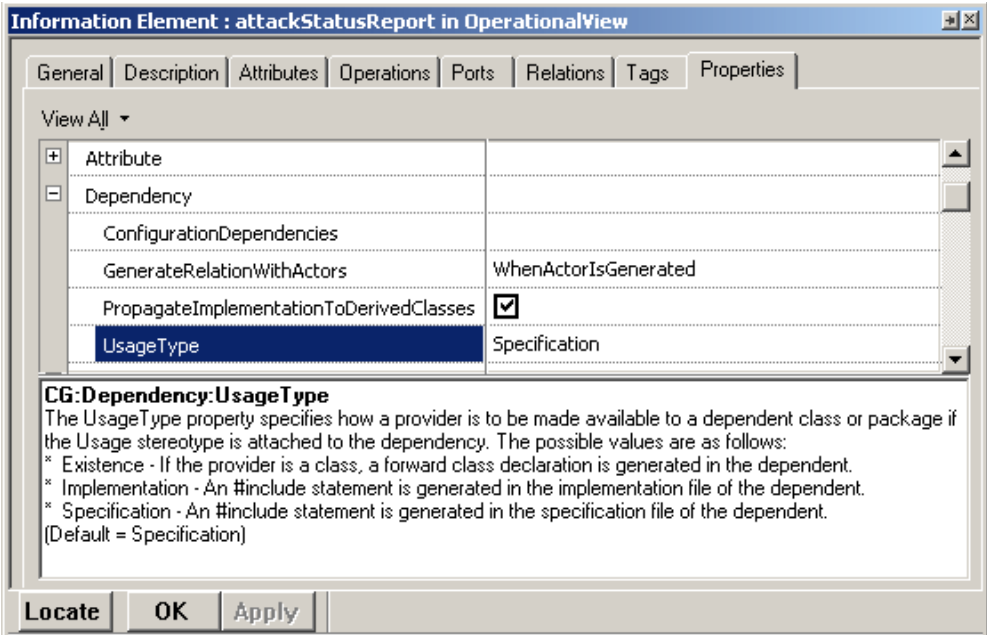 Information Element : attackStatusReport in OperationalView
General Description Attributes Operations Ports Relations Tags Properties
View All
Attribute
Dependency
ConfigurationDependencies
GenerateRelationWithActors WhenActorIsGenerated
PropagateImplementationToDerivedClasses
UsageType Specification
CG:Dependency:UsageType
The UsageType property specifies how a provider is to be made available to a dependent class or package if
the Usage stereotype is attached to the dependency. The possible values are as follows:
* Existence - If the provider is a class, a forward class declaration is generated in the dependent.
* Implementation - An #include statement is generated in the implementation file of the dependent.
* Specification - An #include statement is generated in the specification file of the dependent.
(Default = Specification)
Locate OK Apply